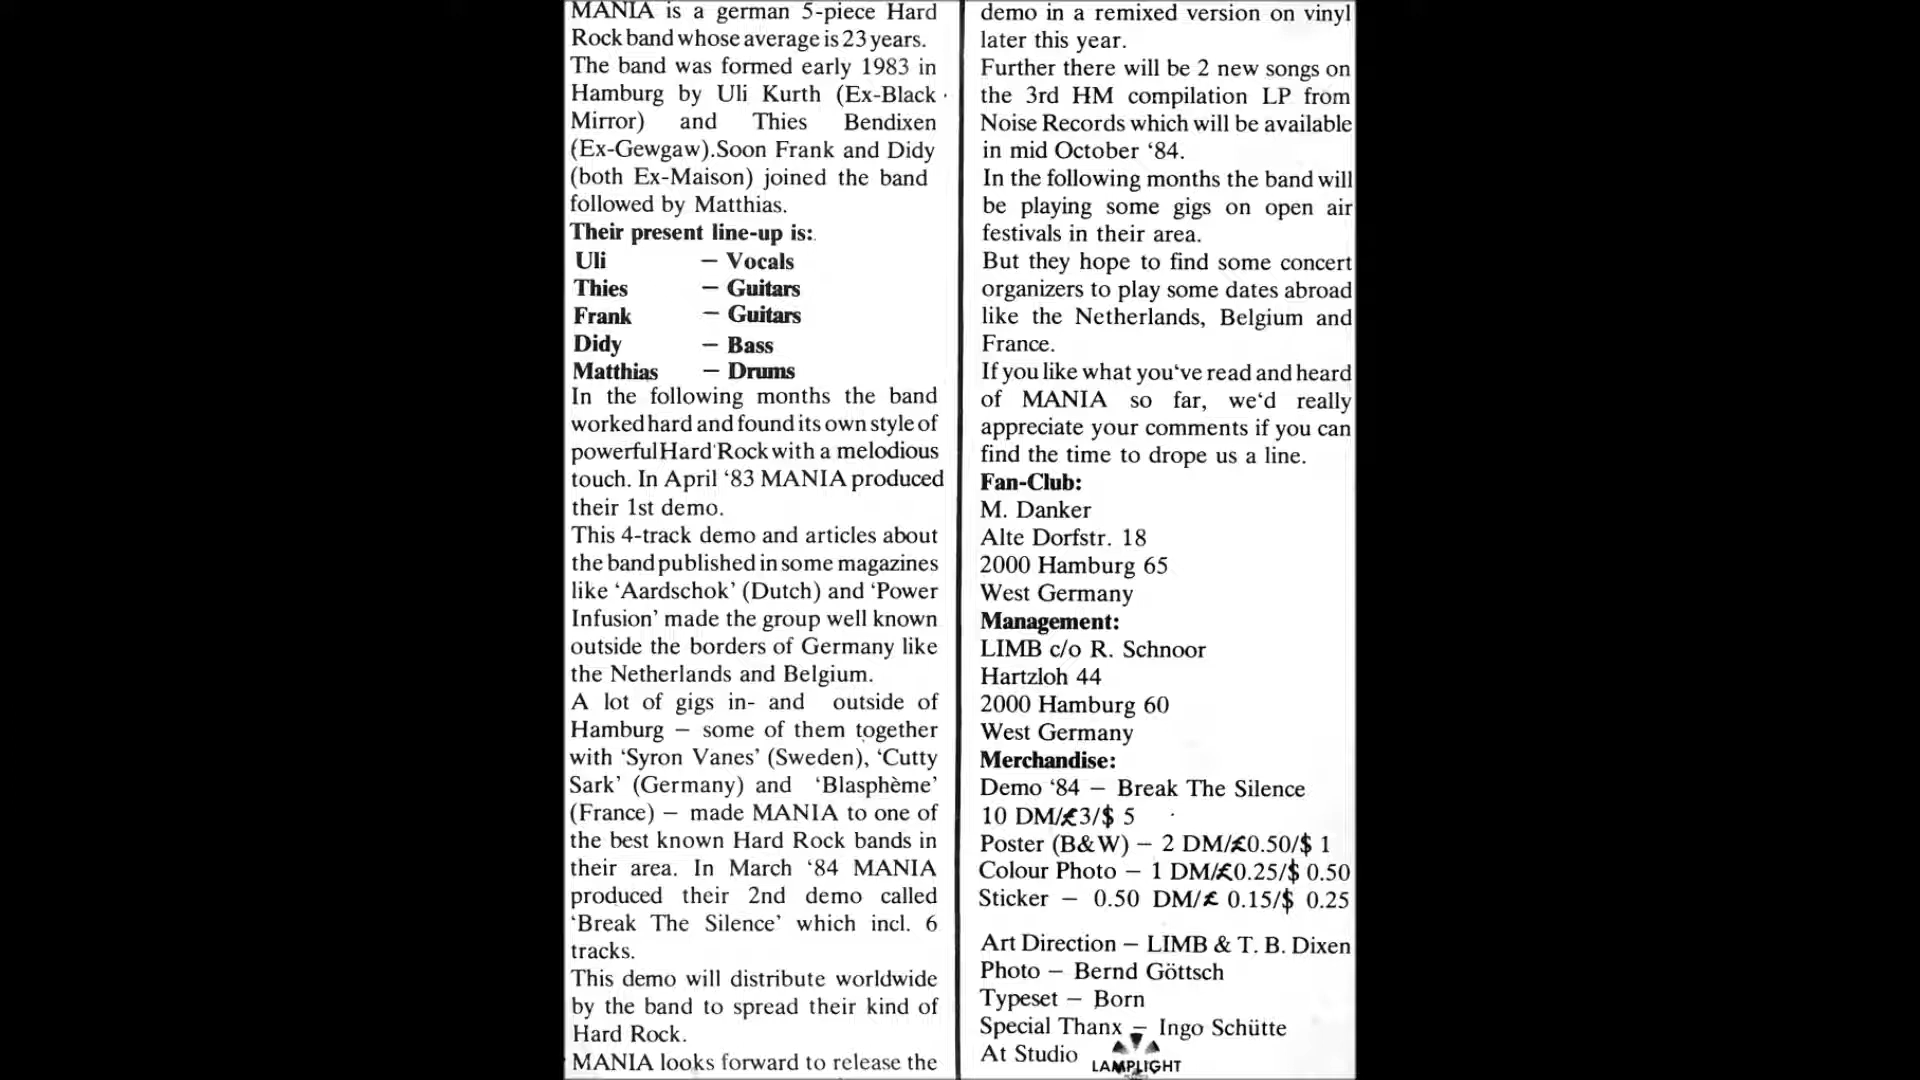 MANIA is a german 5-piece Hard
Rock band whose average is 23 years.
The band was formed early 1983 in
Hamburg by Uli Kurth (Ex-Black
Mirror) and Thies Bendixen
(Ex-Gewgaw).Soon Frank and Didy
(both Ex-Maison) joined the band
followed by Matthias.
Their present line-up is:
Uli – Vocals
Thies – Guitars
Frank – Guitars
Didy – Bass
Matthias – Drums
In the following months the band
worked hard and found its own style of
powerful Hard Rock with a melodious
touch. In April ‘83 MANIA produced
their 1st demo.
This 4-track demo and articles about
the band published in some magazines
like ‘Aardschok’ (Dutch) and ‘Power
Infusion’ made the group well known
outside the borders of Germany like
the Netherlands and Belgium.
A lot of gigs in- and outside of
Hamburg – some of them together
with ‘Syron Vanes’ (Sweden), ‘Cutty
Sark’ (Germany) and ‘Blasphème’
(France) – made MANIA to one of
the best known Hard Rock bands in
their area. In March ‘84 MANIA
produced their 2nd demo called
‘Break The Silence’ which incl. 6
tracks.
This demo will distribute worldwide
by the band to spread their kind of
Hard Rock.
MANIA looks forward to release the
demo in a remixed version on vinyl
later this year.
Further there will be 2 new songs on
the 3rd HM compilation LP from
Noise Records which will be available
in mid October ‘84.
In the following months the band will
be playing some gigs on open air
festivals in their area.
But they hope to find some concert
organizers to play some dates abroad
like the Netherlands, Belgium and
France.
If you like what you‘ve read and heard
of MANIA so far, we‘d really
appreciate your comments if you can
find the time to drope us a line.
Fan-Club:
M. Danker
Alte Dorfstr. 18
2000 Hamburg 65
West Germany
Management:
LIMB c/o R. Schnoor
Hartzloh 44
2000 Hamburg 60
West Germany
Merchandise:
Demo ‘84 – Break The Silence
10 DM/£3/$ 5
Poster (B&W) – 2 DM/£0.50/$ 1
Colour Photo – 1 DM/£0.25/$ 0.50
Sticker – 0.50 DM/£ 0.15/$ 0.25
Art Direction – LIMB & T. B. Dixen
Photo – Bernd Göttsch
Typeset – Born
Special Thanx – Ingo Schütte
At Studio LAMPLIGHT